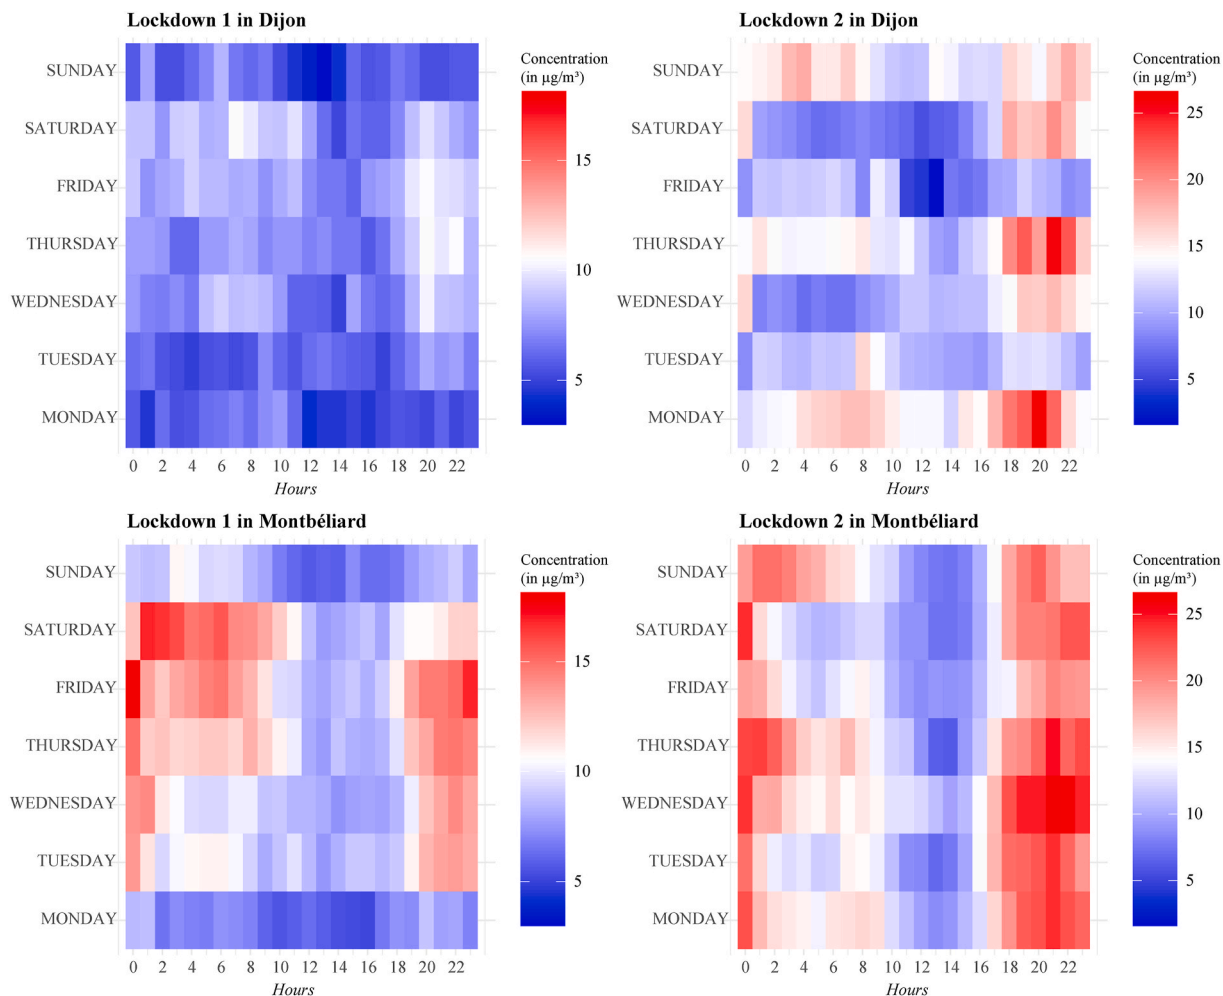 Lockdown 1 in Dijon
SUNDAY
SATURDAY
FRIDAY
THURSDAY
WEDNESDAY
TUESDAY
MONDAY
0 2 4 6 8 10 12 14 16 18 20 22
Hours
Concentration
(in µg/m³)
15
10
5
Lockdown 2 in Dijon
SUNDAY
SATURDAY
FRIDAY
THURSDAY
WEDNESDAY
TUESDAY
MONDAY
0 2 4 6 8 10 12 14 16 18 20 22
Hours
Concentration
(in µg/m³)
25
20
15
10
5
Lockdown 1 in Montbéliard
SUNDAY
SATURDAY
FRIDAY
THURSDAY
WEDNESDAY
TUESDAY
MONDAY
0 2 4 6 8 10 12 14 16 18 20 22
Hours
Concentration
(in µg/m³)
15
10
5
Lockdown 2 in Montbéliard
SUNDAY
SATURDAY
FRIDAY
THURSDAY
WEDNESDAY
TUESDAY
MONDAY
0 2 4 6 8 10 12 14 16 18 20 22
Hours
Concentration
(in µg/m³)
25
20
15
10
5